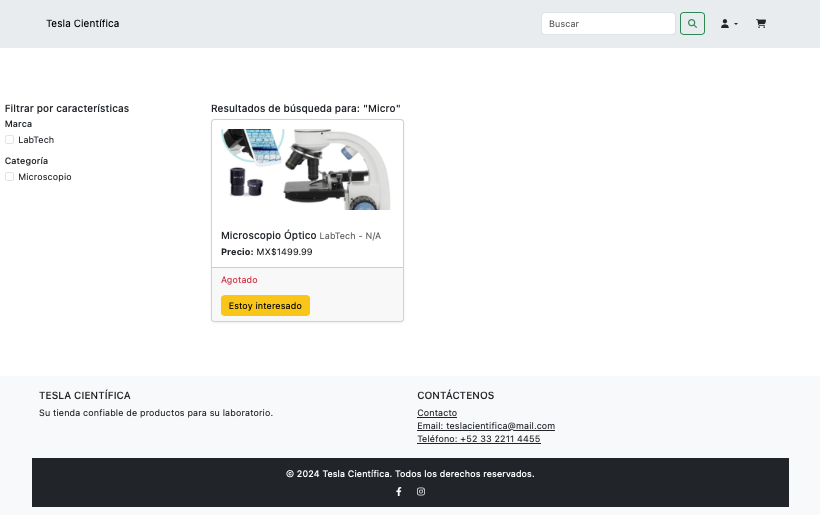 Tesla Científica
Buscar
Filtrar por características
Marca
LabTech
Categoría
Microscopio
Resultados de búsqueda para: "Micro"
Microscopio Óptico LabTech - N/A
Precio: MX$1499.99
Agotado
Estoy interesado
TESLA CIENTÍFICA
Su tienda confiable de productos para su laboratorio.
CONTÁCTENOS
Contacto
Email: teslacientifica@mail.com
Teléfono: +52 33 2211 4455
© 2024 Tesla Científica. Todos los derechos reservados.